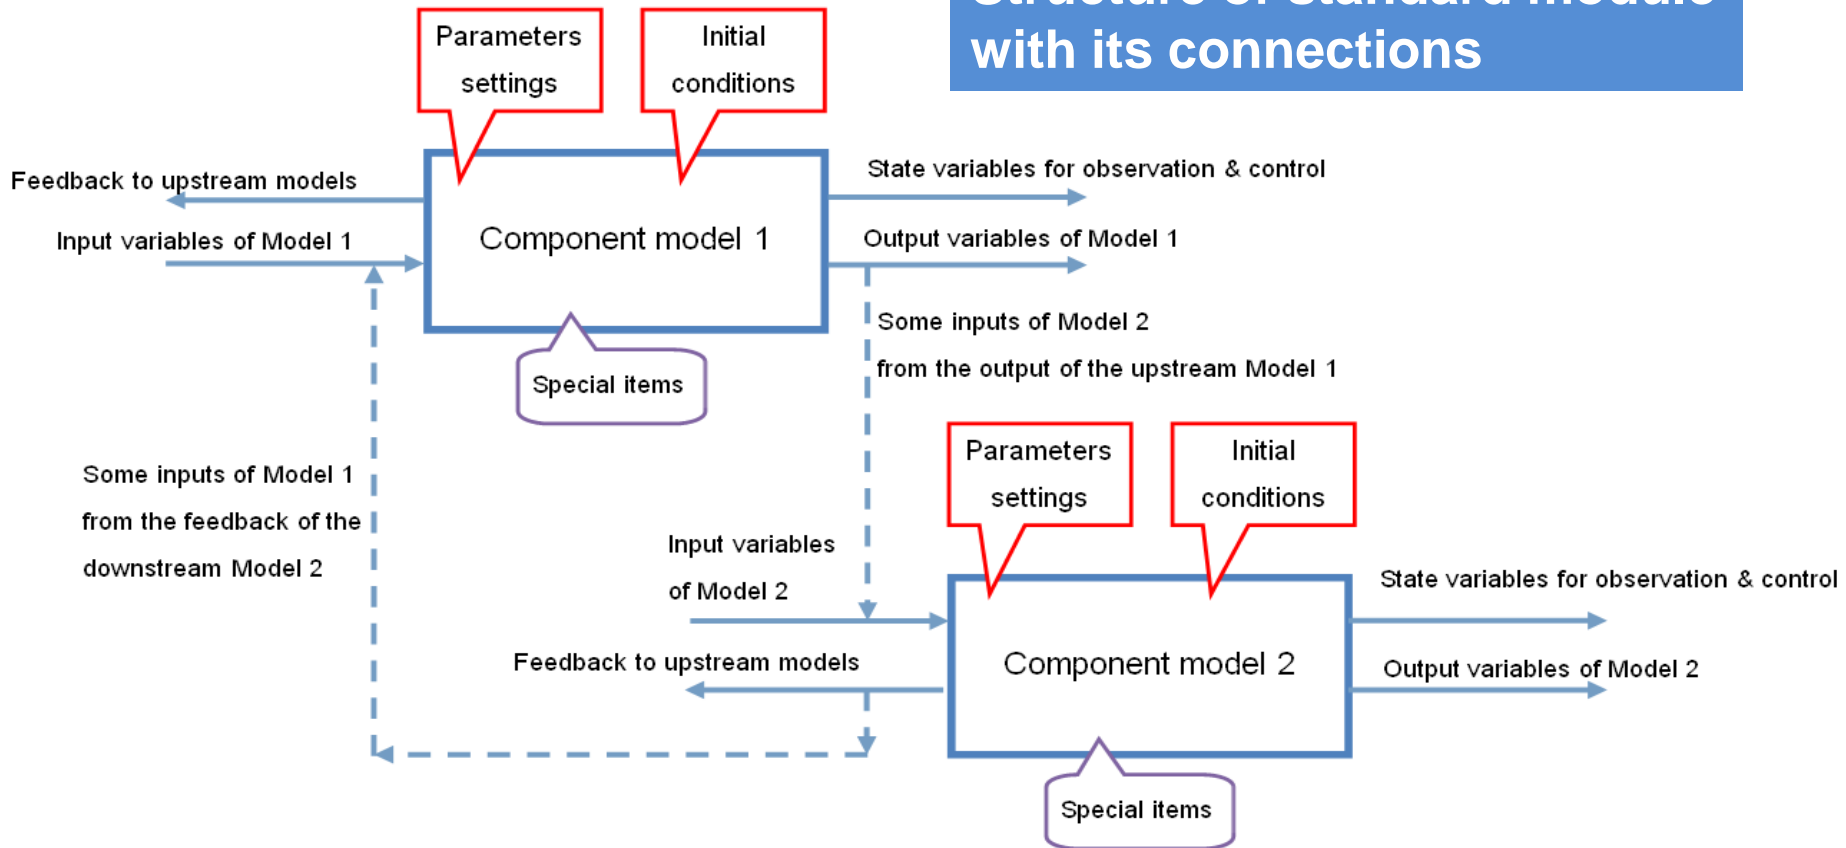 Structure of standard module
with its connections
Parameters
settings
Initial
conditions
Feedback to upstream models
Input variables of Model 1
Component model 1
State variables for observation & control
Output variables of Model 1
Special items
Some inputs of Model 2
from the output of the upstream Model 1
Some inputs of Model 1
from the feedback of the
downstream Model 2
Parameters
settings
Initial
conditions
Input variables
of Model 2
Feedback to upstream models
Component model 2
State variables for observation & control
Output variables of Model 2
Special items